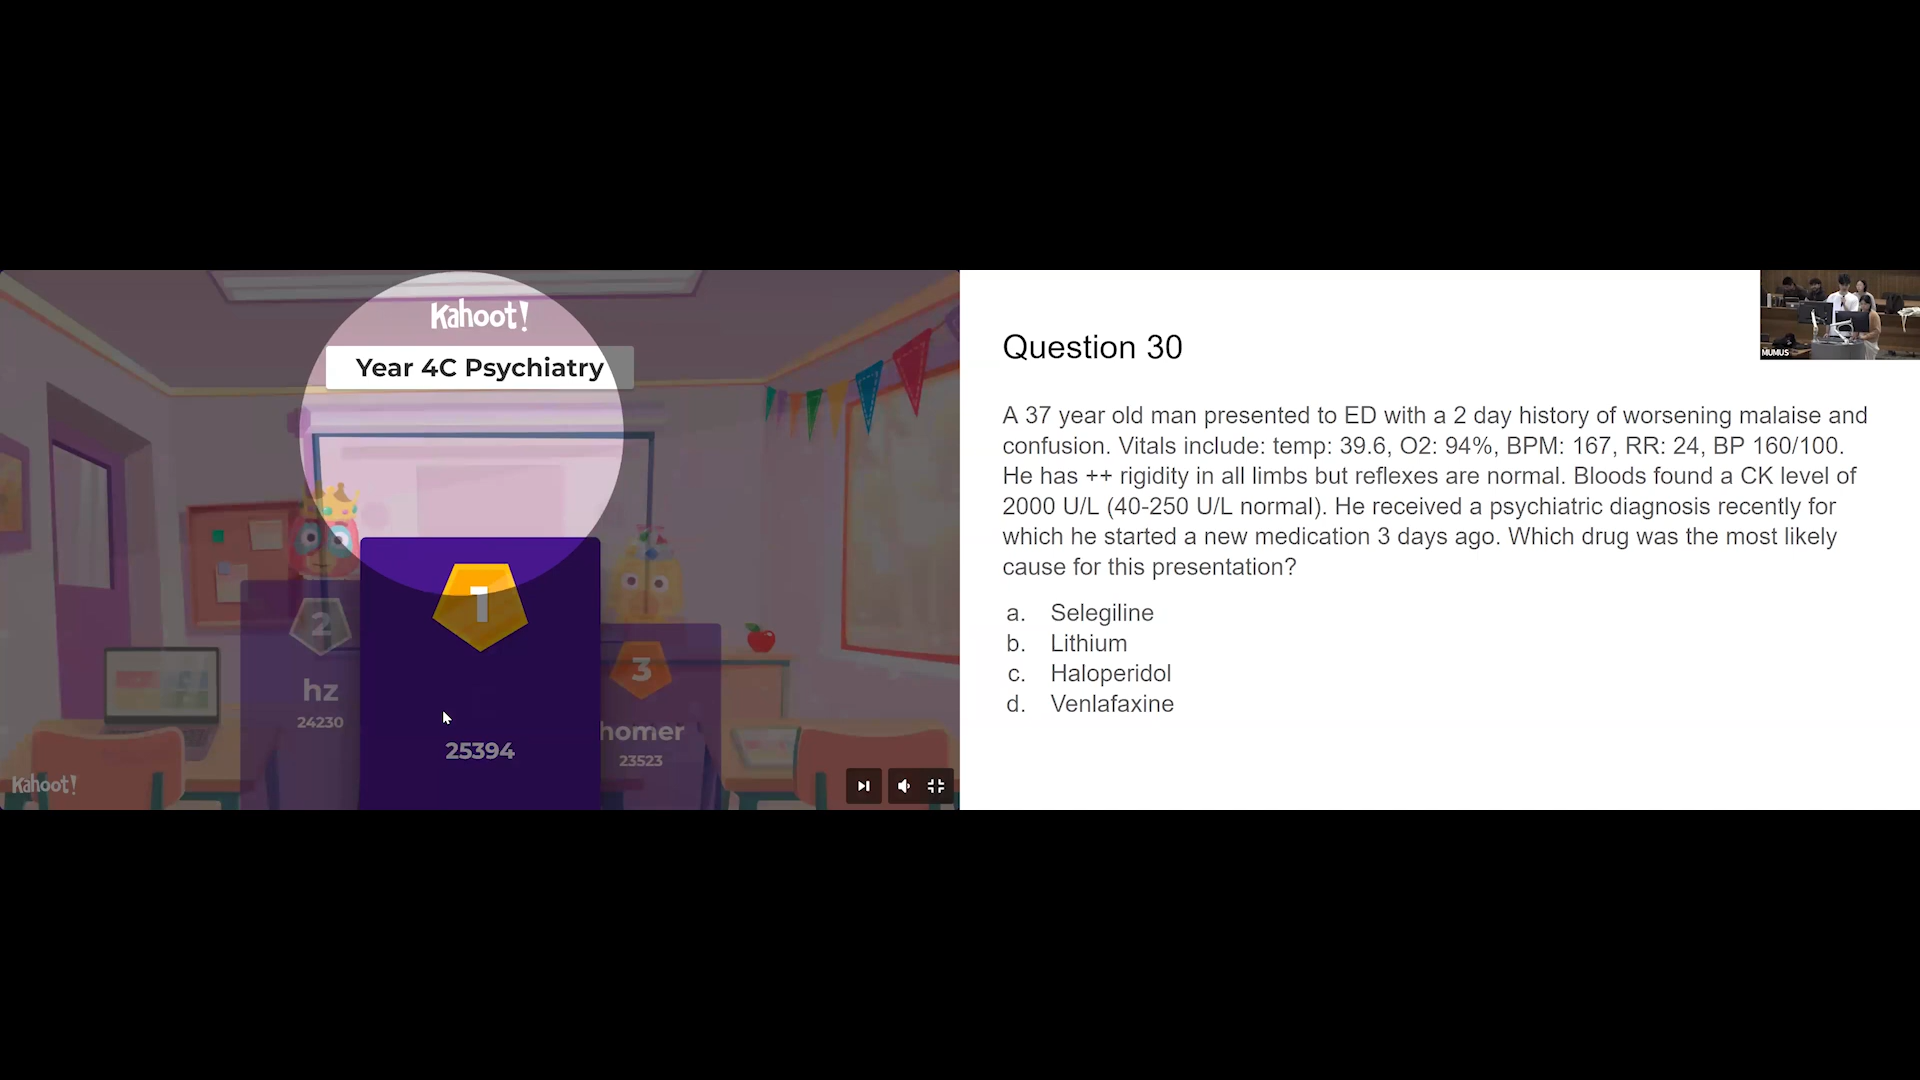 Kahoot!
Year 4C Psychiatry
1
2
3
hz
24230
25394
homer
23523
Kahoot!
MUMUS
Question 30
A 37 year old man presented to ED with a 2 day history of worsening malaise and
confusion. Vitals include: temp: 39.6, O2: 94%, BPM: 167, RR: 24, BP 160/100.
He has ++ rigidity in all limbs but reflexes are normal. Bloods found a CK level of
2000 U/L (40-250 U/L normal). He received a psychiatric diagnosis recently for
which he started a new medication 3 days ago. Which drug was the most likely
cause for this presentation?
a. Selegiline
b. Lithium
c. Haloperidol
d. Venlafaxine